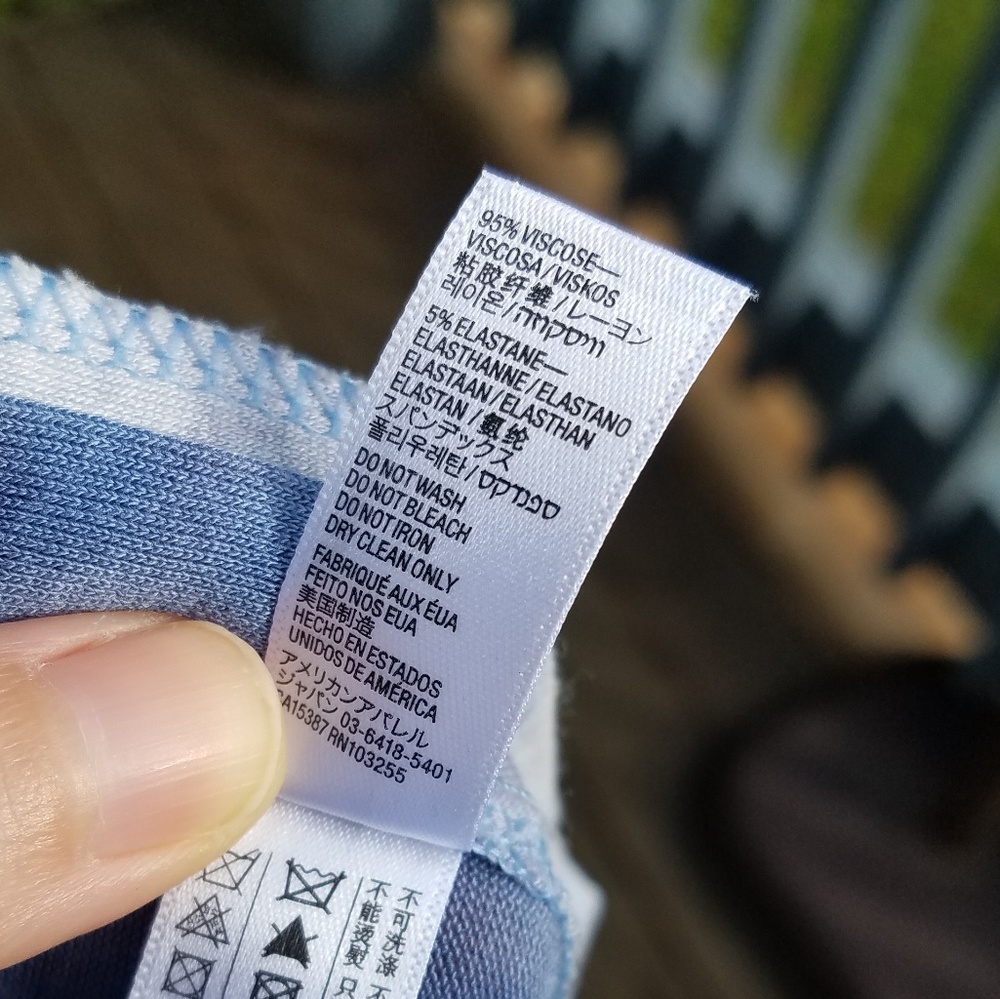 95% VISCOSE—
VISCOSA/VISKOS
粘胶纤维/レーヨン
레이온/ויסקוזה
5% ELASTANE—
ELASTHANNE/ELASTANO
ELASTAAN/ELASTHAN
ELASTAN/氨纶
スパンデックス
폴리우레탄/ספנדקס
DO NOT WASH
DO NOT BLEACH
DO NOT IRON
DRY CLEAN ONLY
FABRIQUÉ AUX ÉUA
FEITO NOS EUA
美国制造
HECHO EN ESTADOS
UNIDOS DE AMÉRICA
アメリカンアパレル
ジャパン 03-6418-5401
CA15387 RN103255
不可洗涤
不能烫熨